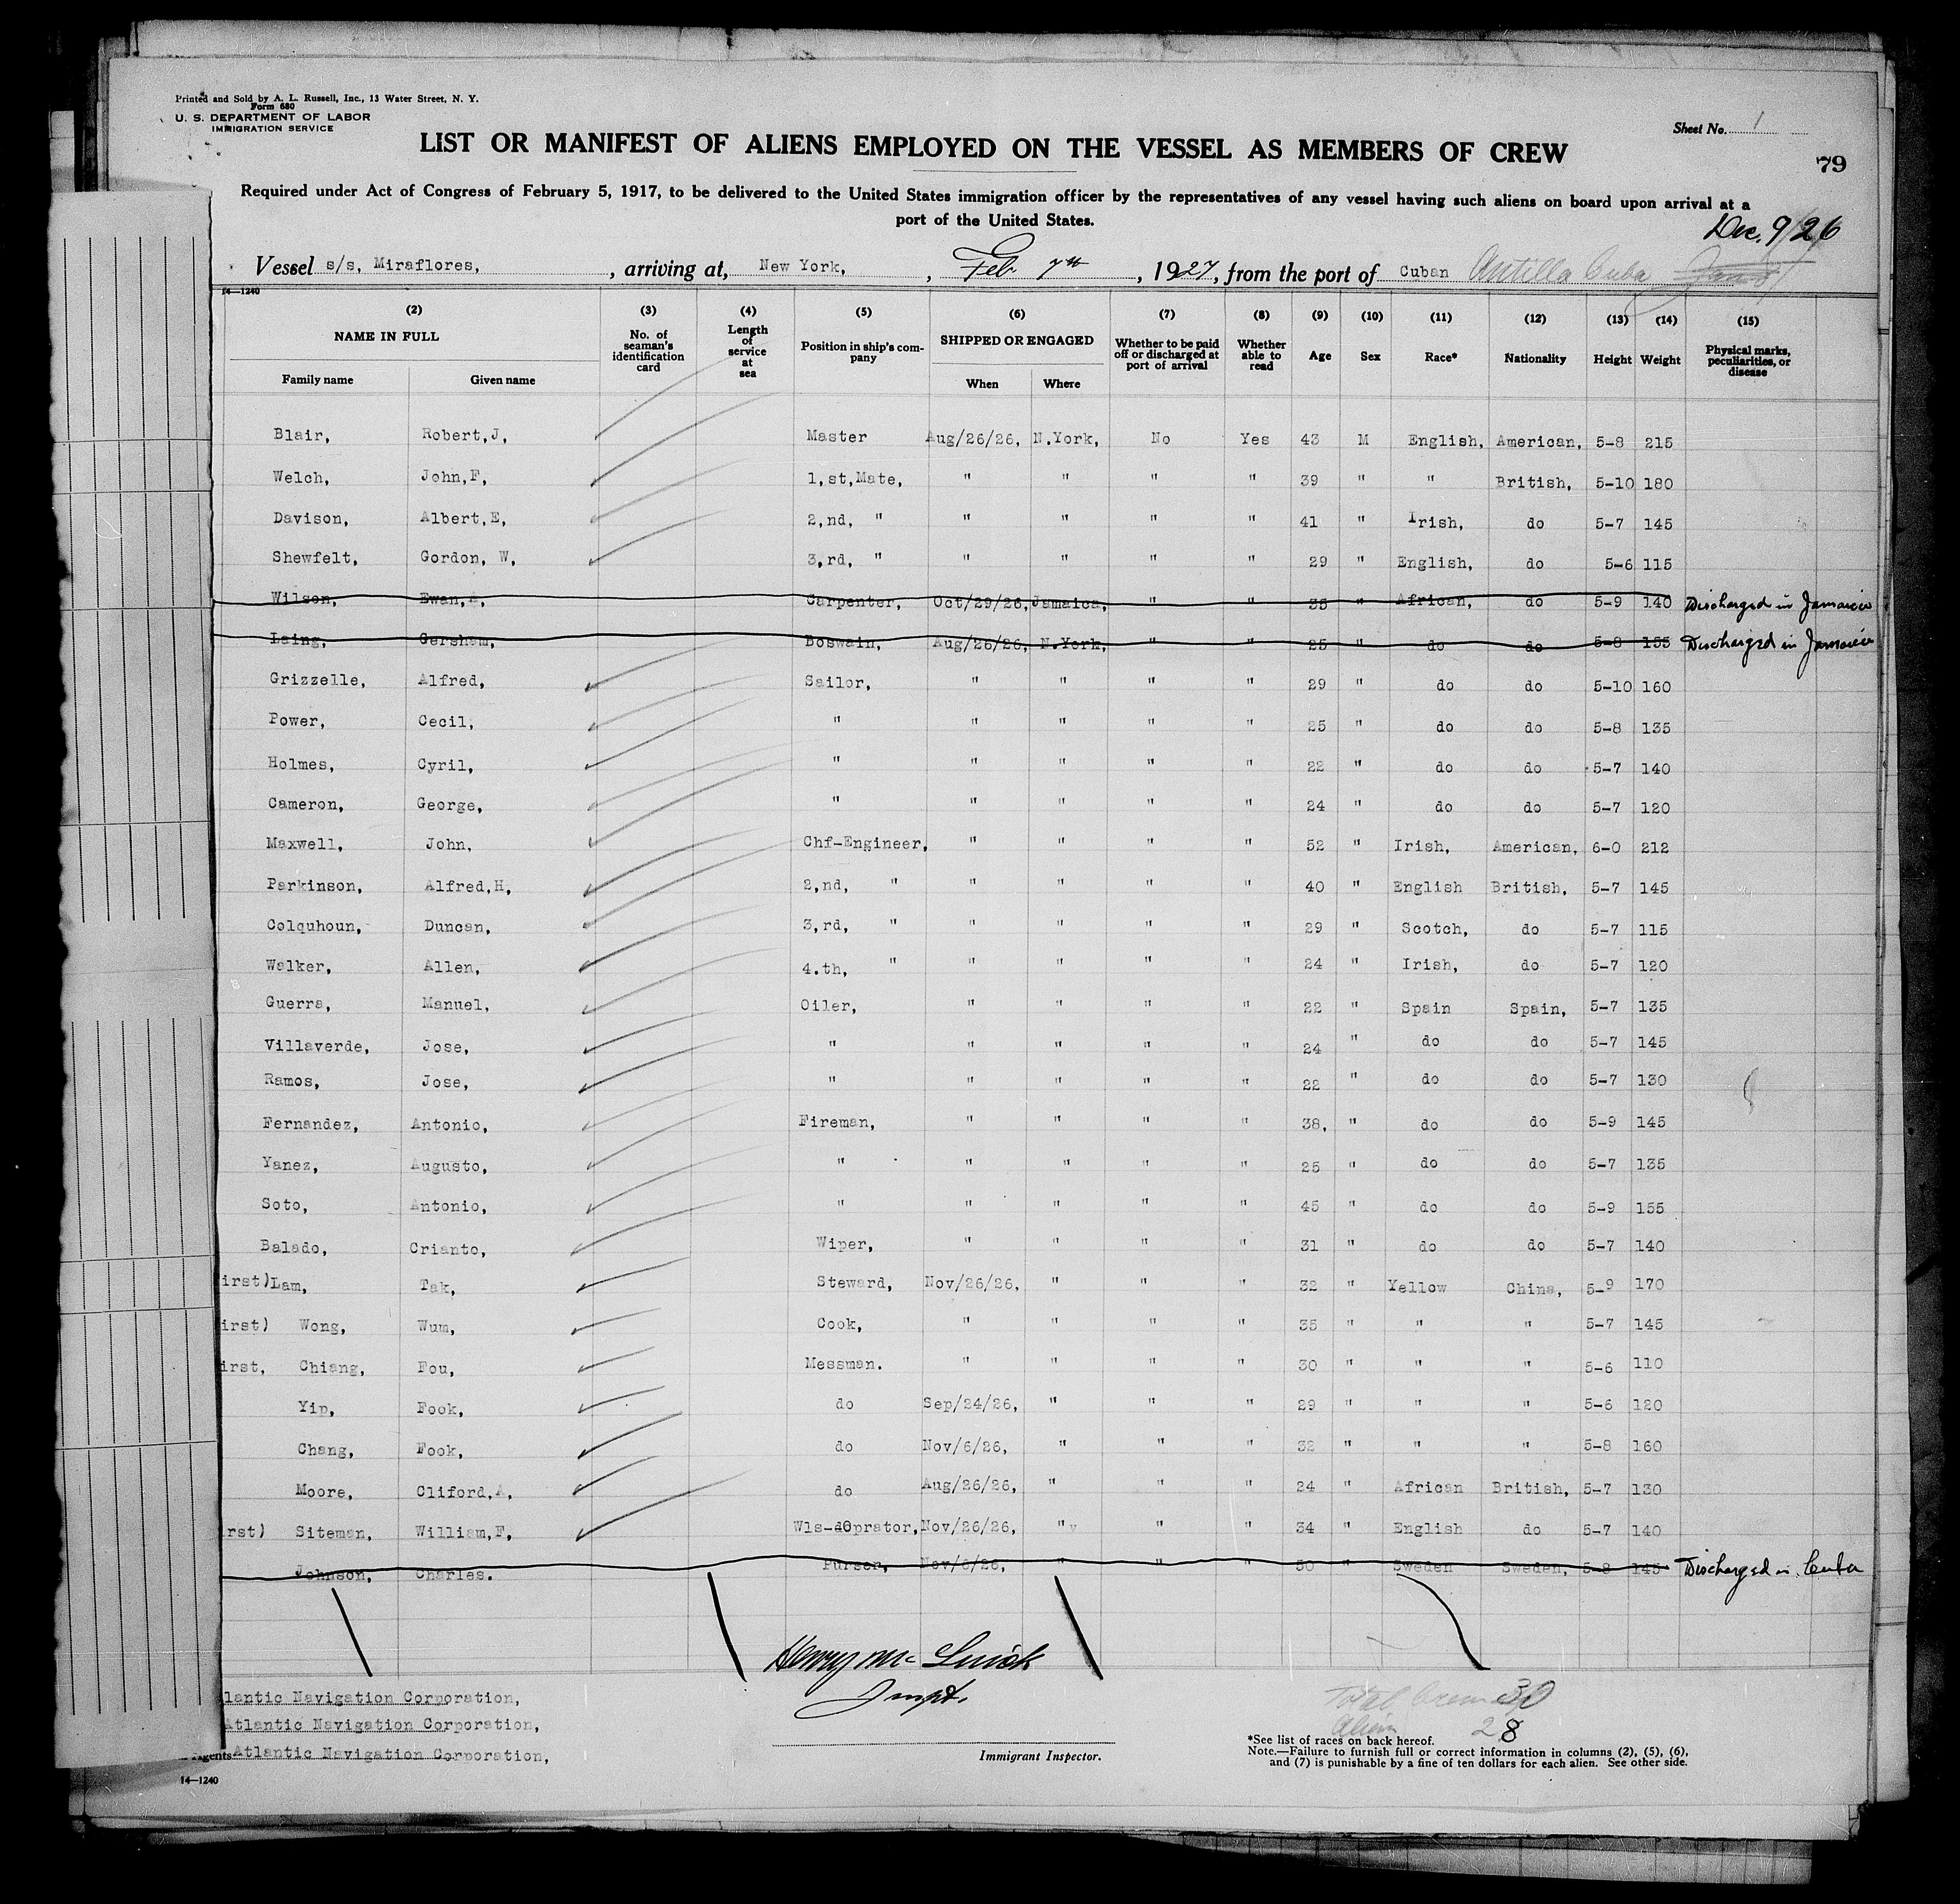 Printed and Sold by A. L. Russell, Inc., 13 Water Street, N. Y.
Form 680
U. S. DEPARTMENT OF LABOR
IMMIGRATION SERVICE
Sheet No. 1
LIST OR MANIFEST OF ALIENS EMPLOYED ON THE VESSEL AS MEMBERS OF CREW
79
Required under Act of Congress of February 5, 1917, to be delivered to the United States immigration officer by the representatives of any vessel having such aliens on board upon arrival at a
port of the United States.
Dec. 9/26
Vessel s/s, Miraflores, , arriving at, New York, , Feb 7th , 1927, from the port of Cuban Antilla Cuba
14—1240
(2) (3) (4) (5) (6) (7) (8) (9) (10) (11) (12) (13) (14) (15)
NAME IN FULL No. of seaman's identification card Length of service at sea Position in ship's company SHIPPED OR ENGAGED Whether to be paid off or discharged at port of arrival Whether able to read Age Sex Race* Nationality Height Weight Physical marks, peculiarities, or disease
Family name Given name When Where
Blair, Robert,J, Master Aug/26/26, N.York, No Yes 43 M English, American, 5-8 215
Welch, John,F, 1,st,Mate, " " " " 39 " " British, 5-10 180
Davison, Albert,E, 2,nd, " " " " " 41 " Irish, do 5-7 145
Shewfelt, Gordon, W, 3,rd, " " " " " 29 " English, do 5-6 115
Wilson, Ewan,A, Carpenter, Oct/29/26, Jamaica, " " 35 " African, do 5-9 140 Discharged in Jamaica
Laing, Gersham, Boswain, Aug/26/26, N.York, " " 25 " do do 5-8 155 Discharged in Jamaica
Grizzelle, Alfred, Sailor, " " " " 29 " do do 5-10 160
Power, Cecil, " " " " " 25 " do do 5-8 135
Holmes, Cyril, " " " " " 22 " do do 5-7 140
Cameron, George, " " " " " 24 " do do 5-7 120
Maxwell, John, Chf-Engineer, " " " " 52 " Irish, American, 6-0 212
Parkinson, Alfred,H, 2,nd, " " " " " 40 " English British, 5-7 145
Colquhoun, Duncan, 3,rd, " " " " " 29 " Scotch, do 5-7 115
Walker, Allen, 4.th, " " " " " 24 " Irish, do 5-7 120
Guerra, Manuel, Oiler, " " " " 22 " Spain Spain, 5-7 135
Villaverde, Jose, " " " " " 24 " do do 5-7 145
Ramos, Jose, " " " " " 22 " do do 5-7 130
Fernandez, Antonio, Fireman, " " " " 38, " do do 5-9 145
Yanez, Augusto, " " " " " 25 " do do 5-7 135
Soto, Antonio, " " " " " 45 " do do 5-9 155
Balado, Crianto, Wiper, " " " " 31 " do do 5-7 140
irst) Lam, Tak, Steward, Nov/26/26, " " " 32 " Yellow China, 5-9 170
irst) Wong, Wum, Cook, " " " " 35 " " " 5-7 145
irst, Chiang, Fou, Messman. " " " " 30 " " " 5-6 110
Yip, Fook, do Sep/24/26, " " " 29 " " " 5-6 120
Chang, Fook, do Nov/6/26, " " " 32 " " " 5-8 160
Moore, Cliford,A, do Aug/26/26, " " " 24 " African British, 5-7 130
rst) Siteman, William,F, Wls-dOprator, Nov/26/26, " " " 34 " English do 5-7 140
Johnson, Charles. Purser, Nov/6/26, " " " 50 " Sweden Sweden, 5-8 145 Discharged in Cuba
Henry Mc
Inspt.
lantic Navigation Corporation,
Atlantic Navigation Corporation,
Agents Atlantic Navigation Corporation,
Immigrant Inspector.
Total Crew 30
Alien 28
*See list of races on back hereof.
Note.—Failure to furnish full or correct information in columns (2), (5), (6),
and (7) is punishable by a fine of ten dollars for each alien. See other side.
14—1240